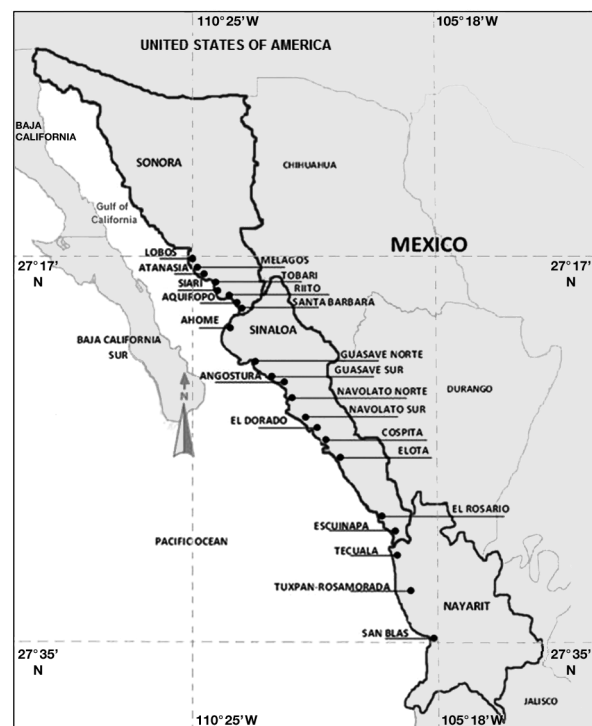 110°25'W
105°18'W
UNITED STATES OF AMERICA
BAJA
CALIFORNIA
SONORA
CHIHUAHUA
Gulf of
California
MEXICO
LOBOS
MELAGOS
27°17'
N
27°17'
N
ATANASIA
TOBARI
SIARI
RIITO
AQUIROPO
SANTA BARBARA
AHOME
SINALOA
BAJA CALIFORNIA
SUR
GUASAVE NORTE
ANGOSTURA
GUASAVE SUR
DURANGO
N
NAVOLATO NORTE
NAVOLATO SUR
EL DORADO
COSPITA
ELOTA
EL ROSARIO
ESCUINAPA
PACIFIC OCEAN
TECUALA
TUXPAN-ROSAMORADA
NAYARIT
SAN BLAS
27°35'
N
27°35'
N
JALISCO
110°25'W
105°18'W